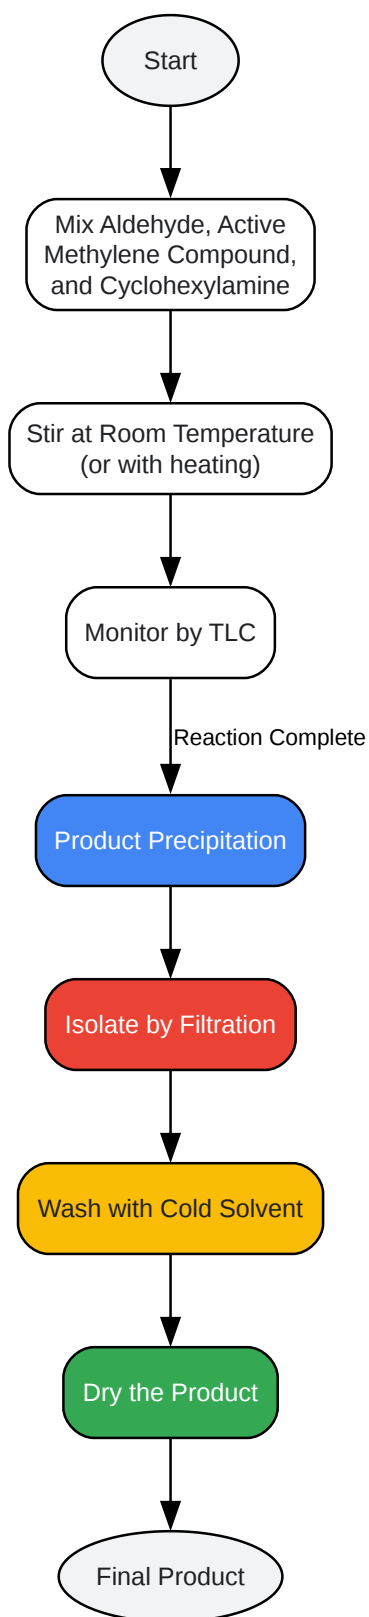 Start
Mix Aldehyde, Active
Methylene Compound,
and Cyclohexylamine
Stir at Room Temperature
(or with heating)
Monitor by TLC
Reaction Complete
Product Precipitation
Isolate by Filtration
Wash with Cold Solvent
Dry the Product
Final Product